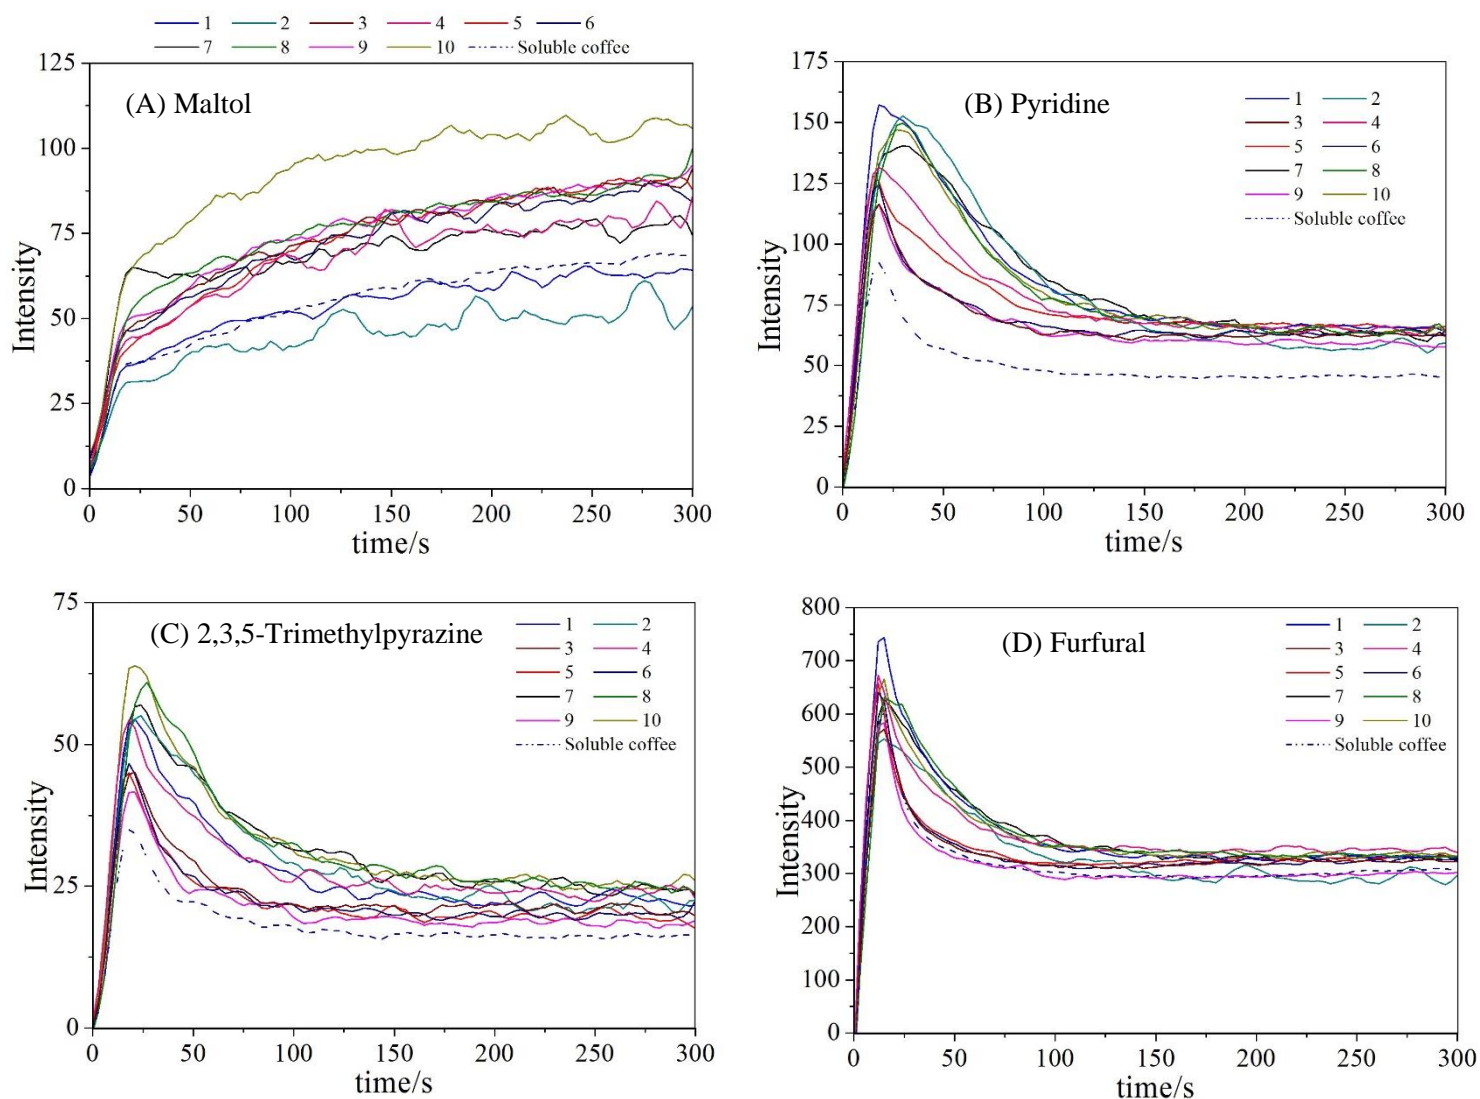 1 2 3 4 5 6
7 8 9 10 Soluble coffee
(A) Maltol
Intensity
125
100
75
50
25
0
0 50 100 150 200 250 300
time/s
(B) Pyridine
1 2
3 4
5 6
7 8
9 10
Soluble coffee
Intensity
175
150
125
100
75
50
25
0
0 50 100 150 200 250 300
time/s
(C) 2,3,5-Trimethylpyrazine
1 2
3 4
5 6
7 8
9 10
Soluble coffee
Intensity
75
50
25
0
0 50 100 150 200 250 300
time/s
(D) Furfural
1 2
3 4
5 6
7 8
9 10
Soluble coffee
Intensity
800
700
600
500
400
300
200
100
0
0 50 100 150 200 250 300
time/s